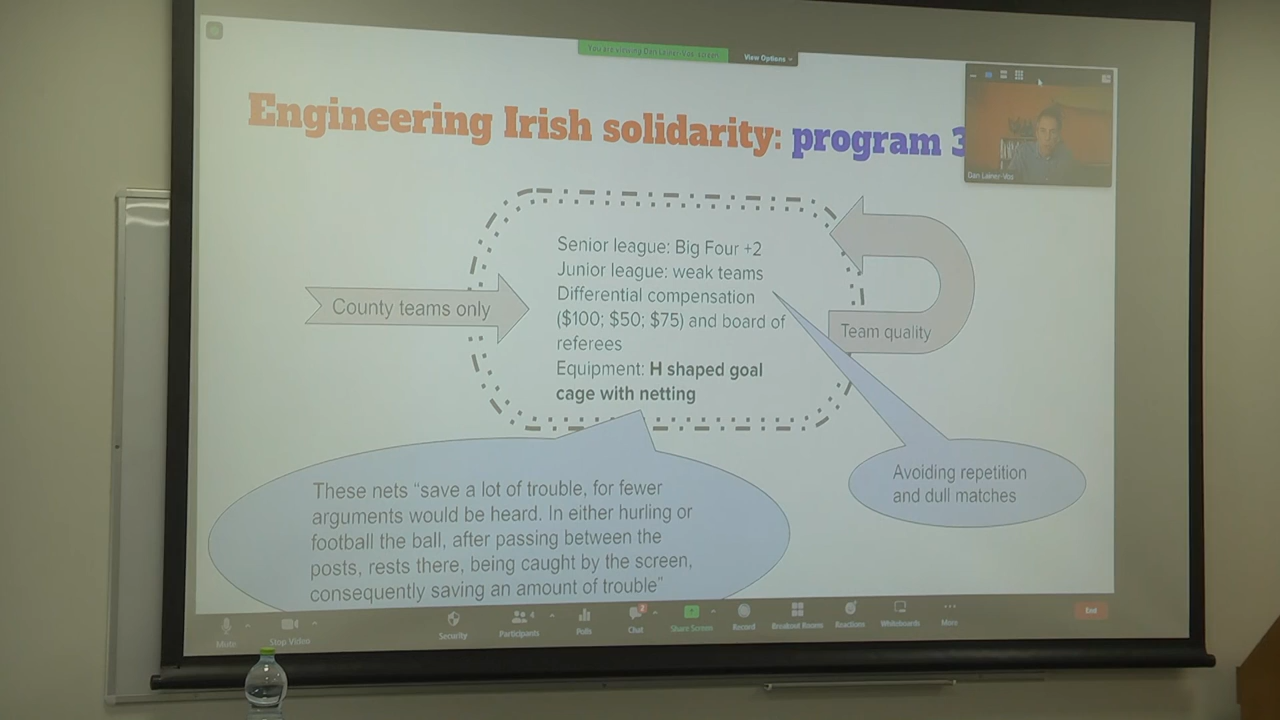 You are viewing Dan Lainer-Vos' screen
View Options
Engineering Irish solidarity: program 3
Dan Lainer-Vos
Senior league: Big Four +2
Junior league: weak teams
Differential compensation
($100; $50; $75) and board of
referees
Equipment: H shaped goal
cage with netting
County teams only
Team quality
Avoiding repetition
and dull matches
These nets “save a lot of trouble, for fewer
arguments would be heard. In either hurling or
football the ball, after passing between the
posts, rests there, being caught by the screen,
consequently saving an amount of trouble”
Mute
Stop Video
Security
Participants
4
Polls
Chat
2
Share Screen
Record
Breakout Rooms
Reactions
Whiteboards
More
End